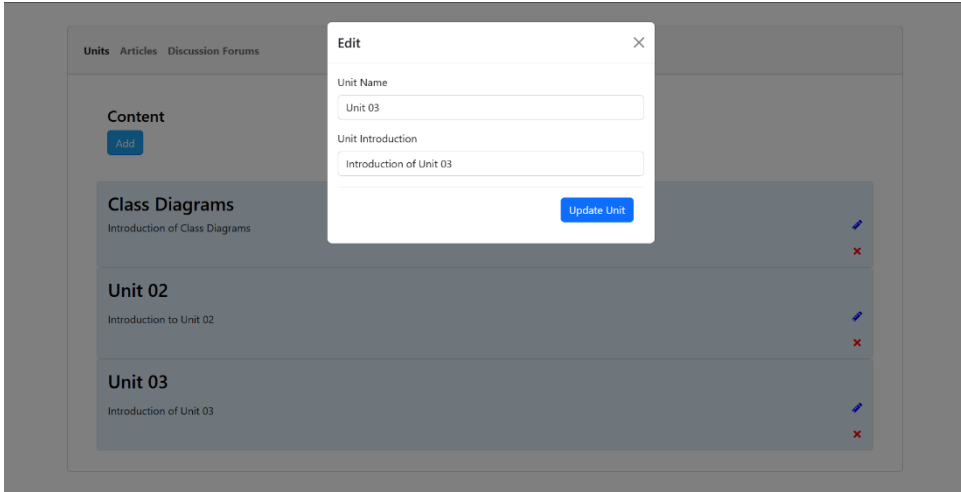 Units Articles Discussion Forums
Content
Add
Edit
Unit Name
Unit 03
Unit Introduction
Introduction of Unit 03
Update Unit
Class Diagrams
Introduction of Class Diagrams
Unit 02
Introduction to Unit 02
Unit 03
Introduction of Unit 03